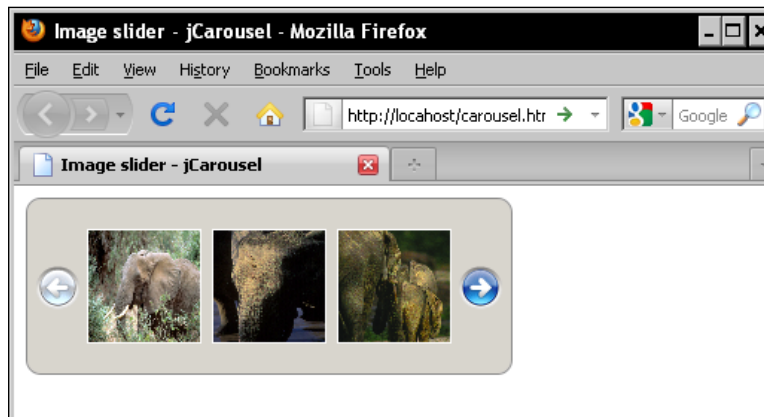 Image slider - jCarousel - Mozilla Firefox
File Edit View History Bookmarks Tools Help
http://locahost/carousel.htr
Google
Image slider - jCarousel